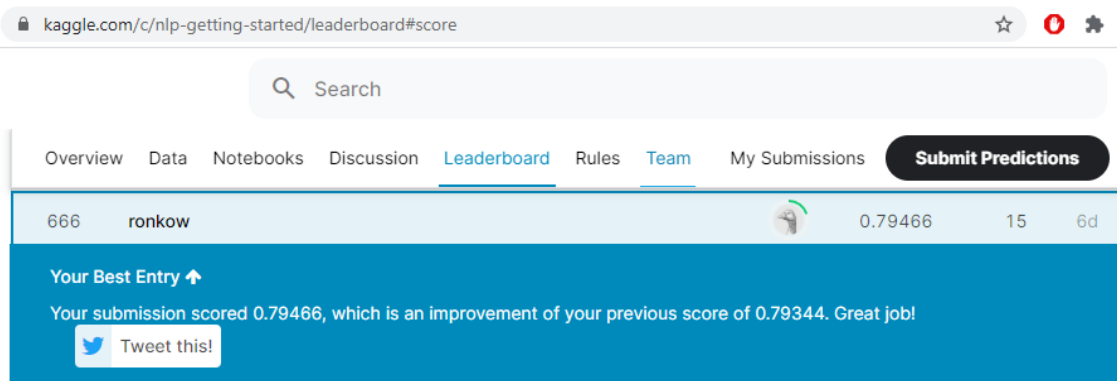 kaggle.com/c/nlp-getting-started/leaderboard#score
Search
Overview Data Notebooks Discussion Leaderboard Rules Team My Submissions Submit Predictions
666 ronkow 0.79466 15 6d
Your Best Entry ↑
Your submission scored 0.79466, which is an improvement of your previous score of 0.79344. Great job!
Tweet this!